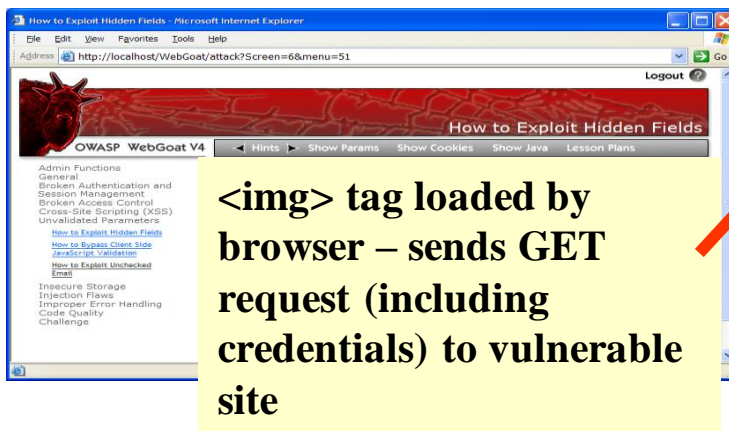 How to Exploit Hidden Fields - Microsoft Internet Explorer
File Edit View Favorites Tools Help
Address http://localhost/WebGoat/attack?Screen=6&menu=51 Go
Logout ?
How to Exploit Hidden Fields
OWASP WebGoat V4 Hints Show Params Show Cookies Show Java Lesson Plans
Admin Functions
General
Broken Authentication and
Session Management
Broken Access Control
Cross-Site Scripting (XSS)
Unvalidated Parameters
How to Exploit Hidden Fields
How to Bypass Client Side
JavaScript Validation
How to Exploit Unchecked
Email
Insecure Storage
Injection Flaws
Improper Error Handling
Code Quality
Challenge
<img> tag loaded by
browser – sends GET
request (including
credentials) to vulnerable
site